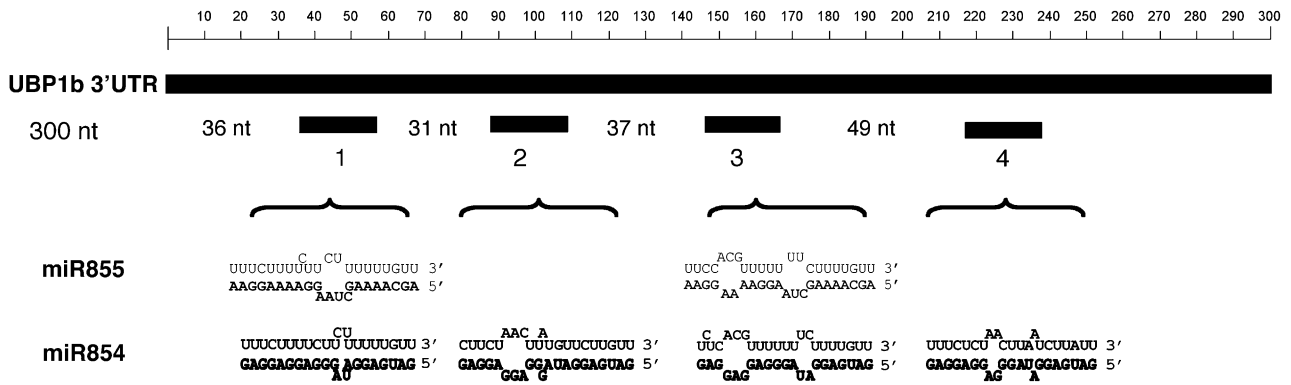 10 20 30 40 50 60 70 80 90 100 110 120 130 140 150 160 170 180 190 200 210 220 230 240 250 260 270 280 290 300
UBP1b 3’UTR
300 nt 36 nt 31 nt 37 nt 49 nt
1 2 3 4
C CU ACG UU
miR855 UUUCUUUUUU UUUUUGUU 3’ UUCC UUUUU CUUUUGUU 3’
AAGGAAAAGG GAAAACGA 5’ AAGG AAGGA GAAAACGA 5’
AAUC AA AUC
CU AAC A C ACG UC AA A
miR854 UUUCUUUUCUU UUUUUGUU 3’ CUUCU UUUGUUCUUGUU 3’ UUC UUUUUU UUUUGUU 3’ UUUCUCU CUUAUCUUAUU 3’
GAGGAGGAGGG AGGAGUAG 5’ GAGGA GGAUAGGAGUAG 5’ GAG GAGGGA GGAGUAG 5’ GAGGAGG GGAUGGAGUAG 5’
AU GGA G GAG UA AG A